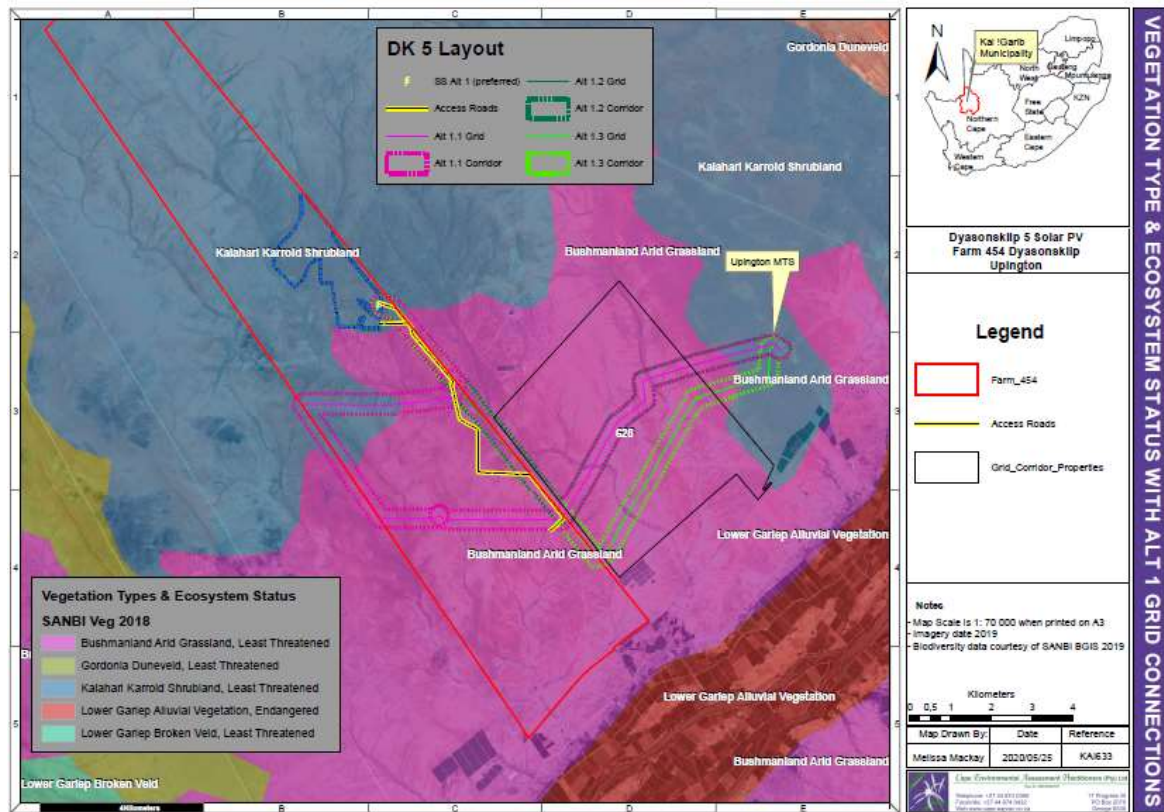 A B C D E
1
2
3
4
5
DK 5 Layout
SS Alt 1 (preferred)
Access Roads
Alt 1.1 Grid
Alt 1.1 Corridor
Alt 1.2 Grid
Alt 1.2 Corridor
Alt 1.3 Grid
Alt 1.3 Corridor
Gordonia Duneveld
Kalahari Karroid Shrubland
Kalahari Karroid Shrubland
Bushmanland Arid Grassland
Upington MTS
Bushmanland Arid Grassland
628
Lower Gariep Alluvial Vegetation
Bushmanland Arid Grassland
Lower Gariep Alluvial Vegetation
Bushmanland Arid Grassland
Lower Gariep Broken Veld
Vegetation Types & Ecosystem Status
SANBI Veg 2018
Bushmanland Arid Grassland, Least Threatened
Gordonia Duneveld, Least Threatened
Kalahari Karroid Shrubland, Least Threatened
Lower Gariep Alluvial Vegetation, Endangered
Lower Gariep Broken Veld, Least Threatened
4Kilometers
N
Kai !Garib
Municipality
Limpopo
North
West
Gauteng
Mpumalanga
Free
State
KZN
Northern
Cape
Eastern
Cape
Western
Cape
Dyasonsklip 5 Solar PV
Farm 454 Dyasonsklip
Upington
Legend
Farm_454
Access Roads
Grid_Corridor_Properties
Notes
- Map Scale is 1: 70 000 when printed on A3
- Imagery date 2019
- Biodiversity data courtesy of SANBI BGIS 2019
Kilometers
0 0,5 1 2 3 4
Map Drawn By: Date Reference
Melissa Mackay 2020/05/25 KAI633
Cape Environmental Assessment Practitioners (Pty) Ltd
VEGETATION TYPE & ECOSYSTEM STATUS WITH ALT 1 GRID CONNECTIONS